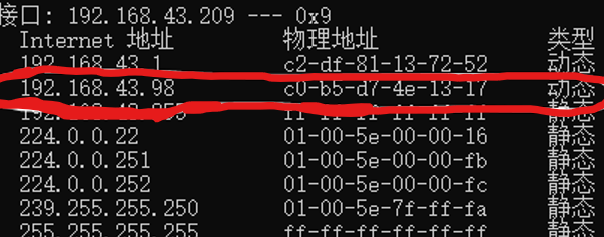 接口: 192.168.43.209 --- 0x9
Internet 地址 物理地址 类型
192.168.43.1 c2-df-81-13-72-52 动态
192.168.43.98 c0-b5-d7-4e-13-17 动态
192.168.43.255 ff-ff-ff-ff-ff-ff 静态
224.0.0.22 01-00-5e-00-00-16 静态
224.0.0.251 01-00-5e-00-00-fb 静态
224.0.0.252 01-00-5e-00-00-fc 静态
239.255.255.250 01-00-5e-7f-ff-fa 静态
255.255.255.255 ff-ff-ff-ff-ff-ff 静态